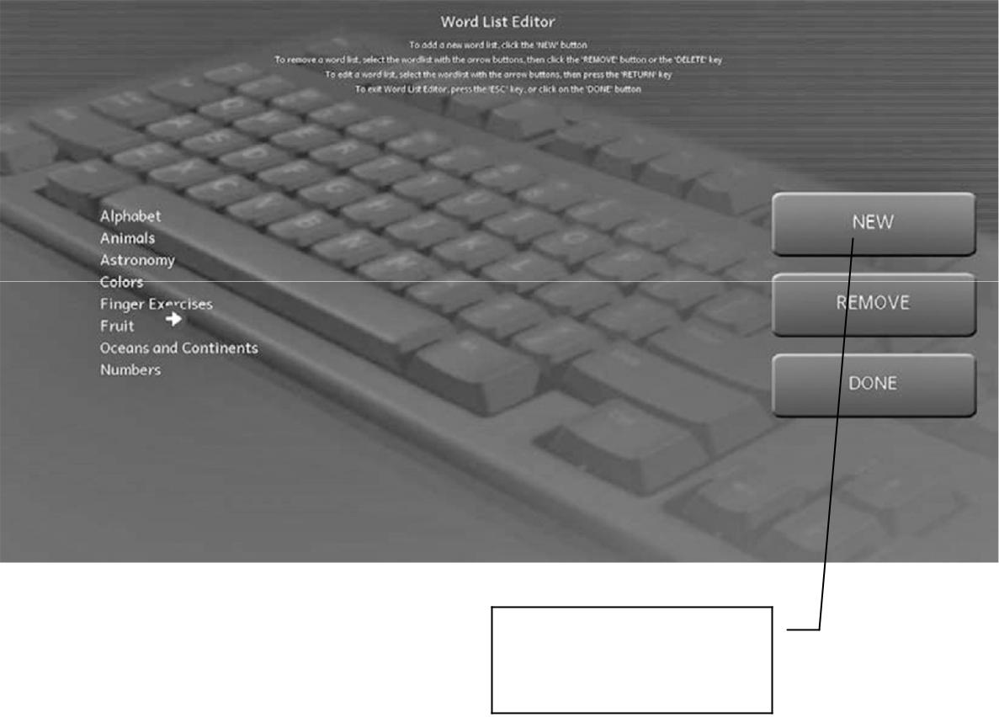 Word List Editor
To add a new word list, click the 'NEW' button
To remove a word list, select the wordlist with the arrow buttons, then click the 'REMOVE' button or the 'DELETE' key
To edit a word list, select the wordlist with the arrow buttons, then press the 'RETURN' key
To exit Word List Editor, press the 'ESC' key, or click on the 'DONE' button
Alphabet
Animals
Astronomy
Colors
Finger Exercises
Fruit
Oceans and Continents
Numbers
NEW
REMOVE
DONE